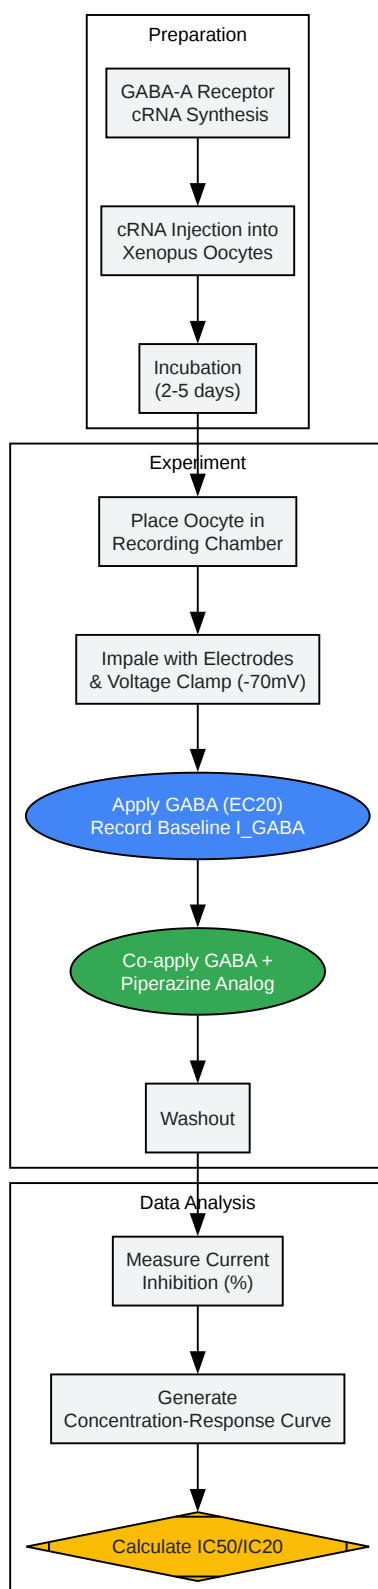 Preparation
GABA-A Receptor
cRNA Synthesis
cRNA Injection into
Xenopus Oocytes
Incubation
(2-5 days)
Experiment
Place Oocyte in
Recording Chamber
Impale with Electrodes
& Voltage Clamp (-70mV)
Apply GABA (EC20)
Record Baseline I_GABA
Co-apply GABA +
Piperazine Analog
Washout
Data Analysis
Measure Current
Inhibition (%)
Generate
Concentration-Response Curve
Calculate IC50/IC20